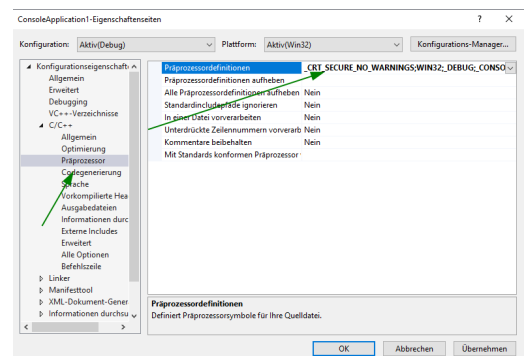 ConsoleApplication1-Eigenschaftenseiten ? X
Konfiguration: Aktiv(Debug) Plattform: Aktiv(Win32) Konfigurations-Manager...
Konfigurationseigenschafte
Allgemein
Erweitert
Debugging
VC++-Verzeichnisse
C/C++
Allgemein
Optimierung
Präprozessor
Codegenerierung
Sprache
Vorkompilierte Hea
Ausgabedateien
Informationen durc
Externe Includes
Erweitert
Alle Optionen
Befehlszeile
Linker
Manifesttool
XML-Dokument-Gener
Informationen durchsu
Präprozessordefinitionen _CRT_SECURE_NO_WARNINGS;WIN32;_DEBUG;_CONSO
Präprozessordefinitionen aufheben
Alle Präprozessordefinitionen aufheben Nein
Standardincludepfade ignorieren Nein
In einer Datei vorverarbeiten Nein
Unterdrückte Zeilennummern vorverarb Nein
Kommentare beibehalten Nein
Mit Standards konformen Präprozessor
Präprozessordefinitionen
Definiert Präprozessorsymbole für Ihre Quelldatei.
OK Abbrechen Übernehmen